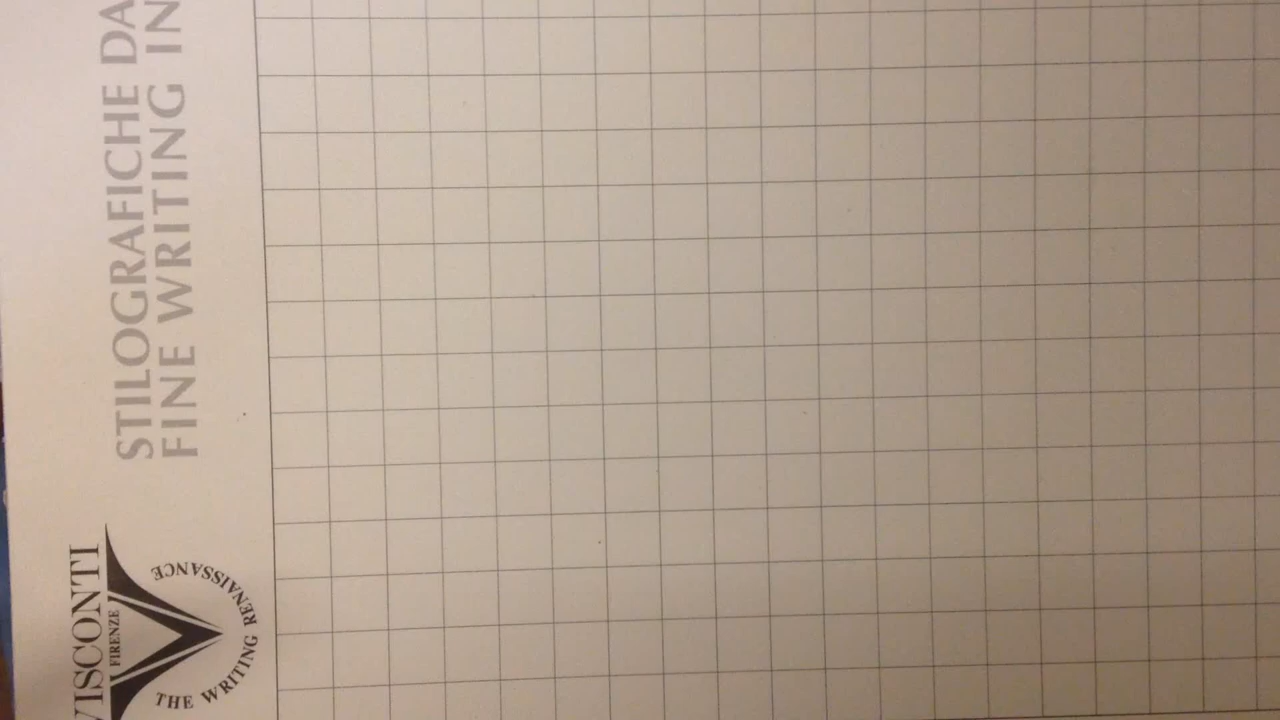 VISCONTI
FIRENZE
THE WRITING RENAISSANCE
STILOGRAFICHE DA
FINE WRITING IN